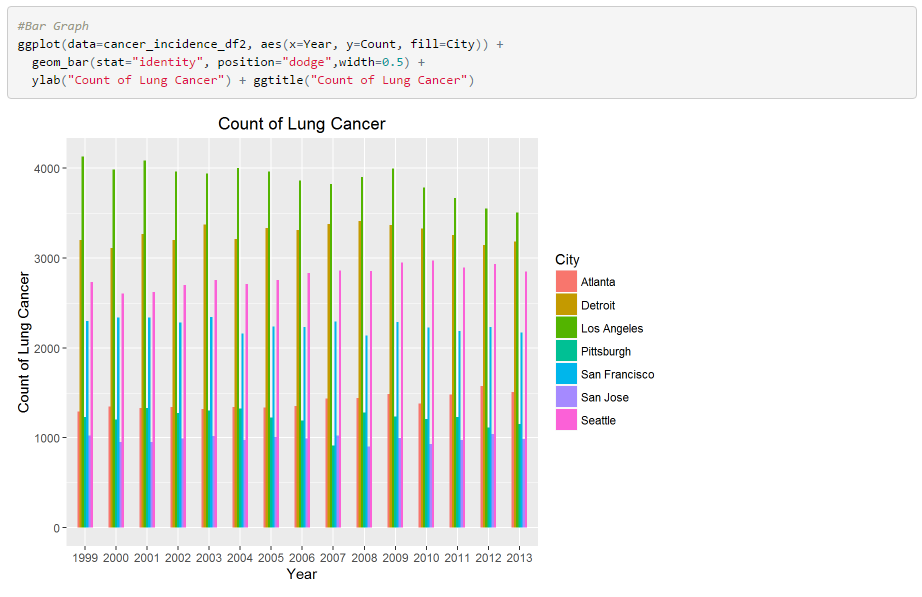 #Bar Graph
ggplot(data=cancer_incidence_df2, aes(x=Year, y=Count, fill=City)) +
geom_bar(stat="identity", position="dodge",width=0.5) +
ylab("Count of Lung Cancer") + ggtitle("Count of Lung Cancer")
Count of Lung Cancer
4000
3000
2000
1000
0
Count of Lung Cancer
1999 2000 2001 2002 2003 2004 2005 2006 2007 2008 2009 2010 2011 2012 2013
Year
City
Atlanta
Detroit
Los Angeles
Pittsburgh
San Francisco
San Jose
Seattle